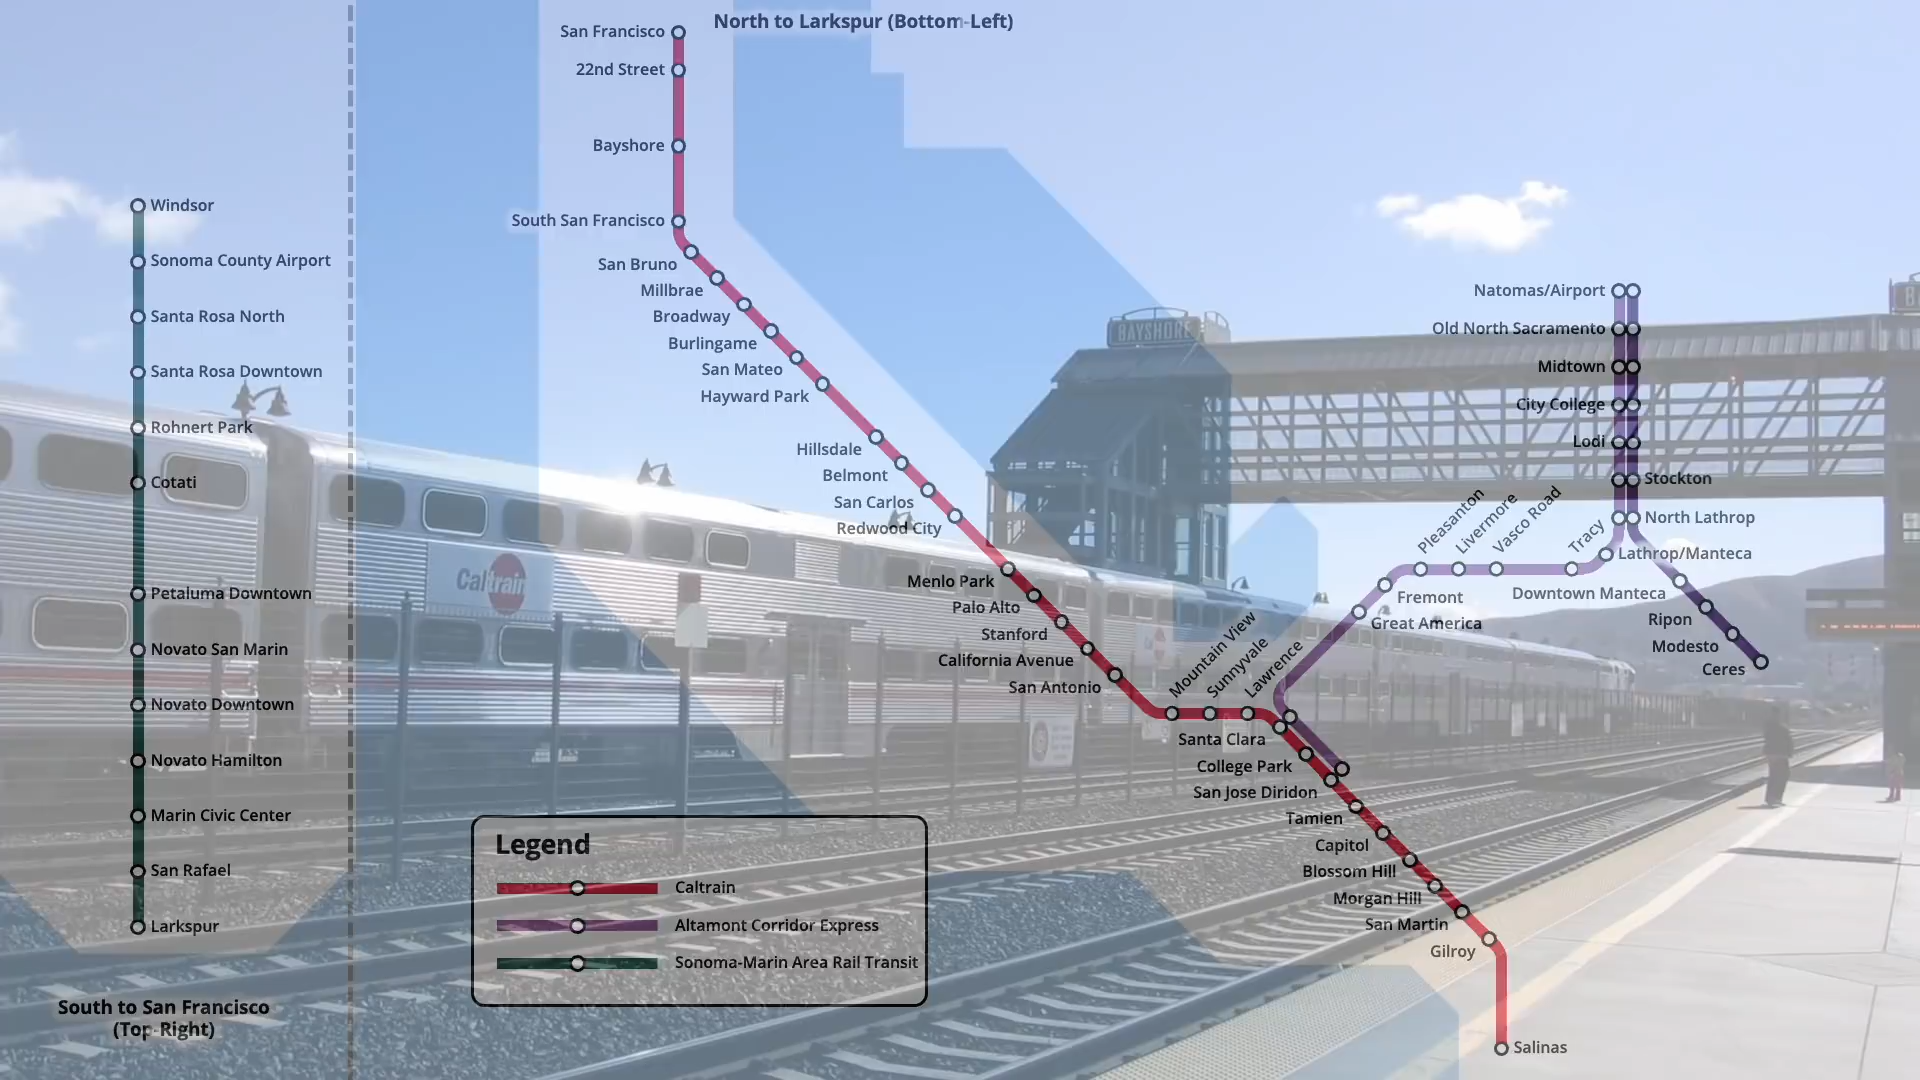 North to Larkspur (Bottom-Left)
San Francisco
22nd Street
Bayshore
South San Francisco
San Bruno
Millbrae
Broadway
Burlingame
San Mateo
Hayward Park
Hillsdale
Belmont
San Carlos
Redwood City
Menlo Park
Palo Alto
Stanford
California Avenue
San Antonio
Mountain View
Sunnyvale
Lawrence
Santa Clara
College Park
San Jose Diridon
Tamien
Capitol
Blossom Hill
Morgan Hill
San Martin
Gilroy
Salinas
Windsor
Sonoma County Airport
Santa Rosa North
Santa Rosa Downtown
Rohnert Park
Cotati
Petaluma Downtown
Novato San Marin
Novato Downtown
Novato Hamilton
Marin Civic Center
San Rafael
Larkspur
South to San Francisco
(Top-Right)
Natomas/Airport
Old North Sacramento
Midtown
City College
Lodi
Stockton
North Lathrop
Lathrop/Manteca
Tracy
Vasco Road
Livermore
Pleasanton
Fremont
Great America
Downtown Manteca
Ripon
Modesto
Ceres
Legend
Caltrain
Altamont Corridor Express
Sonoma-Marin Area Rail Transit
BAYSHORE
Caltrain